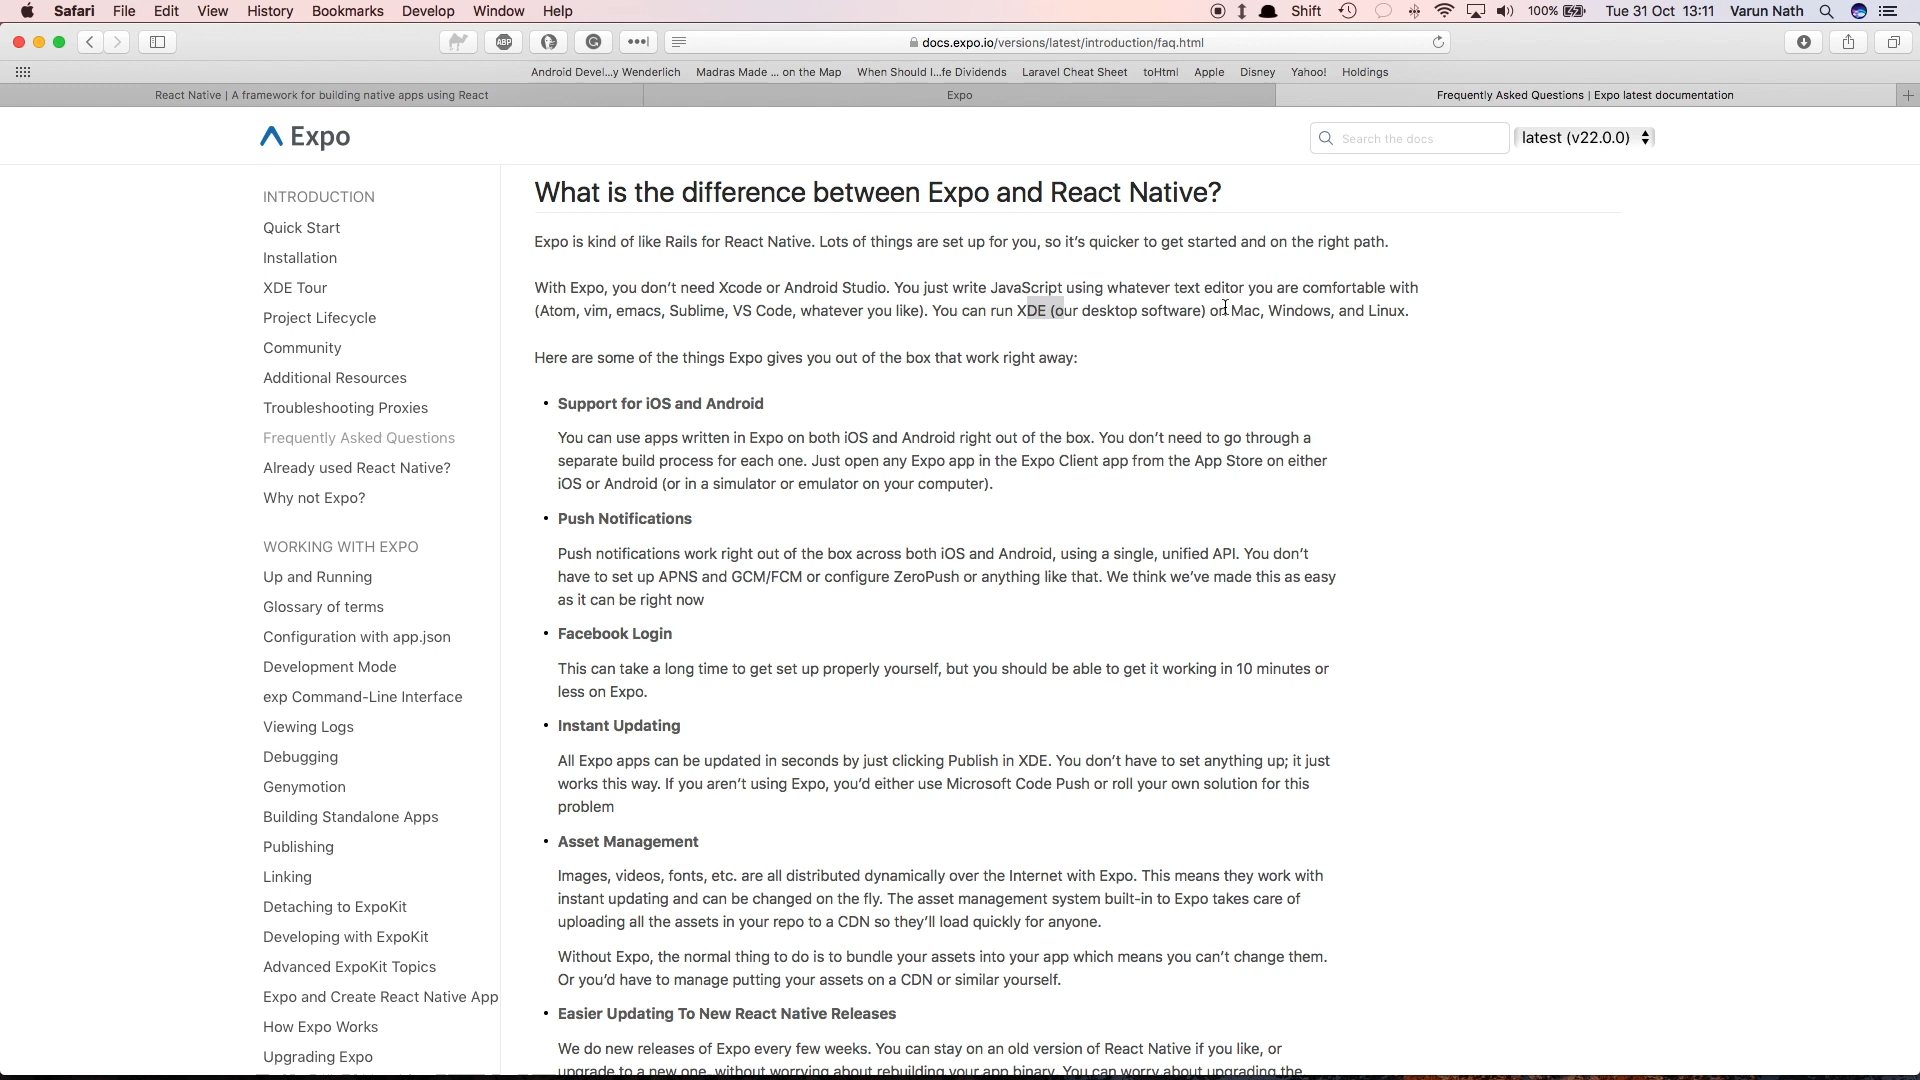 Safari File Edit View History Bookmarks Develop Window Help Shift 100% Tue 31 Oct 13:11 Varun Nath
ABP docs.expo.io/versions/latest/introduction/faq.html
Android Devel...y Wenderlich Madras Made ... on the Map When Should I...fe Dividends Laravel Cheat Sheet toHtml Apple Disney Yahoo! Holdings
React Native | A framework for building native apps using React Expo Frequently Asked Questions | Expo latest documentation
Expo Search the docs latest (v22.0.0)
INTRODUCTION
Quick Start
Installation
XDE Tour
Project Lifecycle
Community
Additional Resources
Troubleshooting Proxies
Frequently Asked Questions
Already used React Native?
Why not Expo?
WORKING WITH EXPO
Up and Running
Glossary of terms
Configuration with app.json
Development Mode
exp Command-Line Interface
Viewing Logs
Debugging
Genymotion
Building Standalone Apps
Publishing
Linking
Detaching to ExpoKit
Developing with ExpoKit
Advanced ExpoKit Topics
Expo and Create React Native App
How Expo Works
Upgrading Expo
What is the difference between Expo and React Native?
Expo is kind of like Rails for React Native. Lots of things are set up for you, so it's quicker to get started and on the right path.
With Expo, you don't need Xcode or Android Studio. You just write JavaScript using whatever text editor you are comfortable with
(Atom, vim, emacs, Sublime, VS Code, whatever you like). You can run XDE (our desktop software) on Mac, Windows, and Linux.
Here are some of the things Expo gives you out of the box that work right away:
• Support for iOS and Android
You can use apps written in Expo on both iOS and Android right out of the box. You don't need to go through a
separate build process for each one. Just open any Expo app in the Expo Client app from the App Store on either
iOS or Android (or in a simulator or emulator on your computer).
• Push Notifications
Push notifications work right out of the box across both iOS and Android, using a single, unified API. You don't
have to set up APNS and GCM/FCM or configure ZeroPush or anything like that. We think we've made this as easy
as it can be right now
• Facebook Login
This can take a long time to get set up properly yourself, but you should be able to get it working in 10 minutes or
less on Expo.
• Instant Updating
All Expo apps can be updated in seconds by just clicking Publish in XDE. You don't have to set anything up; it just
works this way. If you aren't using Expo, you'd either use Microsoft Code Push or roll your own solution for this
problem
• Asset Management
Images, videos, fonts, etc. are all distributed dynamically over the Internet with Expo. This means they work with
instant updating and can be changed on the fly. The asset management system built-in to Expo takes care of
uploading all the assets in your repo to a CDN so they'll load quickly for anyone.
Without Expo, the normal thing to do is to bundle your assets into your app which means you can't change them.
Or you'd have to manage putting your assets on a CDN or similar yourself.
• Easier Updating To New React Native Releases
We do new releases of Expo every few weeks. You can stay on an old version of React Native if you like, or
upgrade to a new one, without worrying about rebuilding your app binary. You can worry about upgrading the